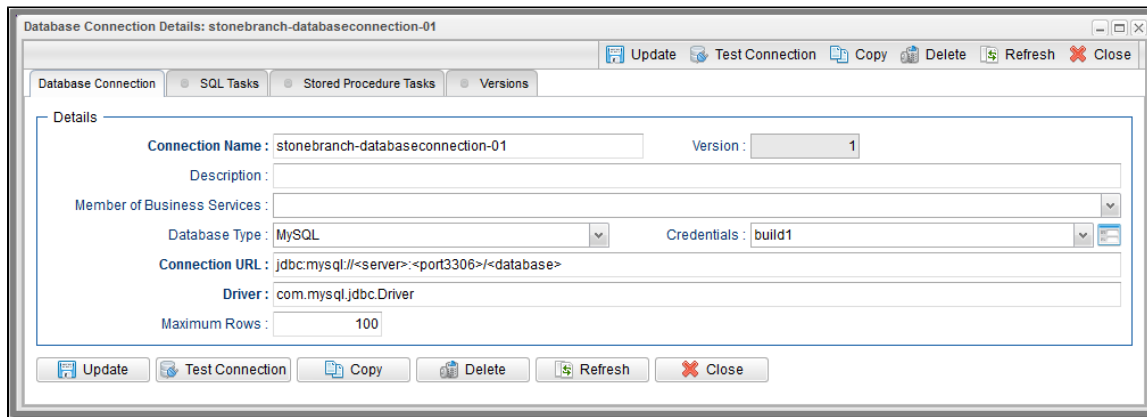 Database Connection Details: stonebranch-databaseconnection-01
Update Test Connection Copy Delete Refresh Close
Database Connection SQL Tasks Stored Procedure Tasks Versions
Details
Connection Name : stonebranch-databaseconnection-01 Version : 1
Description :
Member of Business Services :
Database Type : MySQL Credentials : build1
Connection URL : jdbc:mysql://<server>:<port3306>/<database>
Driver : com.mysql.jdbc.Driver
Maximum Rows : 100
Update Test Connection Copy Delete Refresh Close